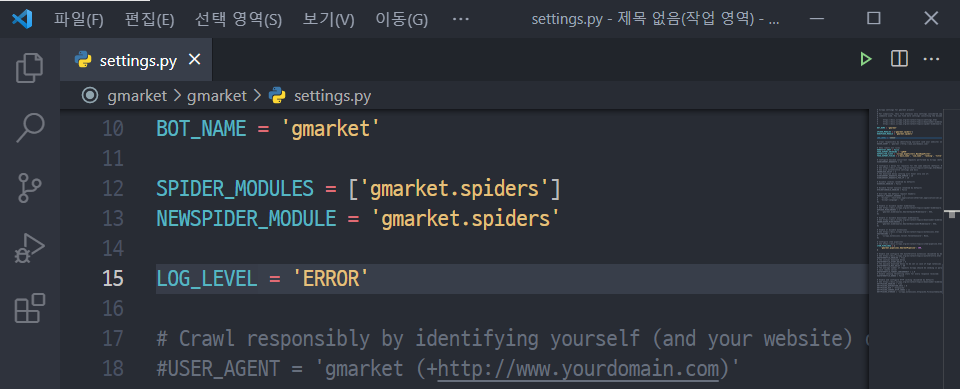 파일(F) 편집(E) 선택 영역(S) 보기(V) 이동(G) ··· settings.py - 제목 없음(작업 영역) - ...
settings.py
gmarket > gmarket > settings.py
10 BOT_NAME = 'gmarket'
11
12 SPIDER_MODULES = ['gmarket.spiders']
13 NEWSPIDER_MODULE = 'gmarket.spiders'
14
15 LOG_LEVEL = 'ERROR'
16
17 # Crawl responsibly by identifying yourself (and your website)
18 #USER_AGENT = 'gmarket (+http://www.yourdomain.com)'